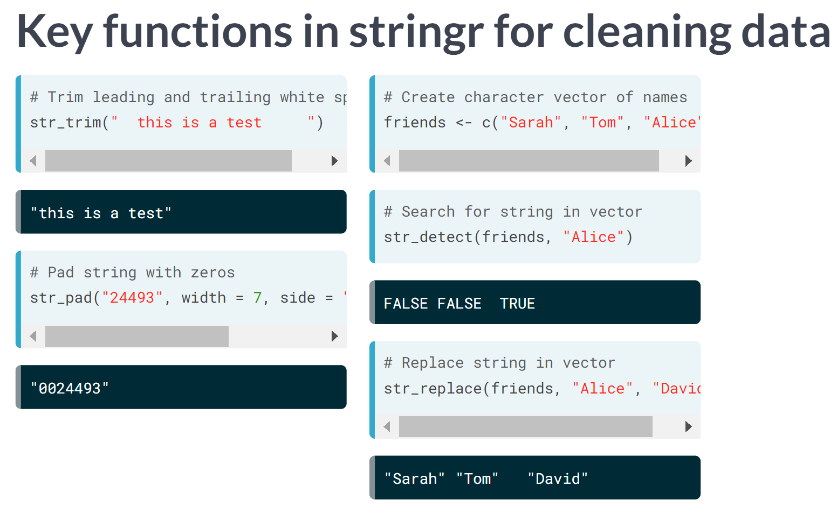 Key functions in stringr for cleaning data
# Trim leading and trailing white
str_trim("  this is a test     ")
"this is a test"
# Pad string with zeros
str_pad("24493", width = 7, side = "
"0024493"
# Create character vector of names
friends <- c("Sarah", "Tom", "Alice"
# Search for string in vector
str_detect(friends, "Alice")
FALSE FALSE  TRUE
# Replace string in vector
str_replace(friends, "Alice", "David
"Sarah" "Tom"   "David"